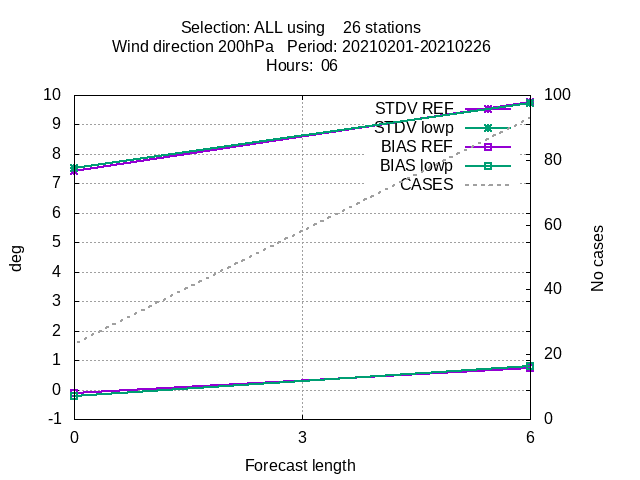 Selection: ALL using    26 stations
Wind direction 200hPa   Period: 20210201-20210226
Hours:  06
10
9
8
7
6
5
4
3
2
1
0
-1
100
80
60
40
20
0
STDV REF
STDV lowp
BIAS REF
BIAS lowp
CASES
deg
No cases
0 3 6
Forecast length